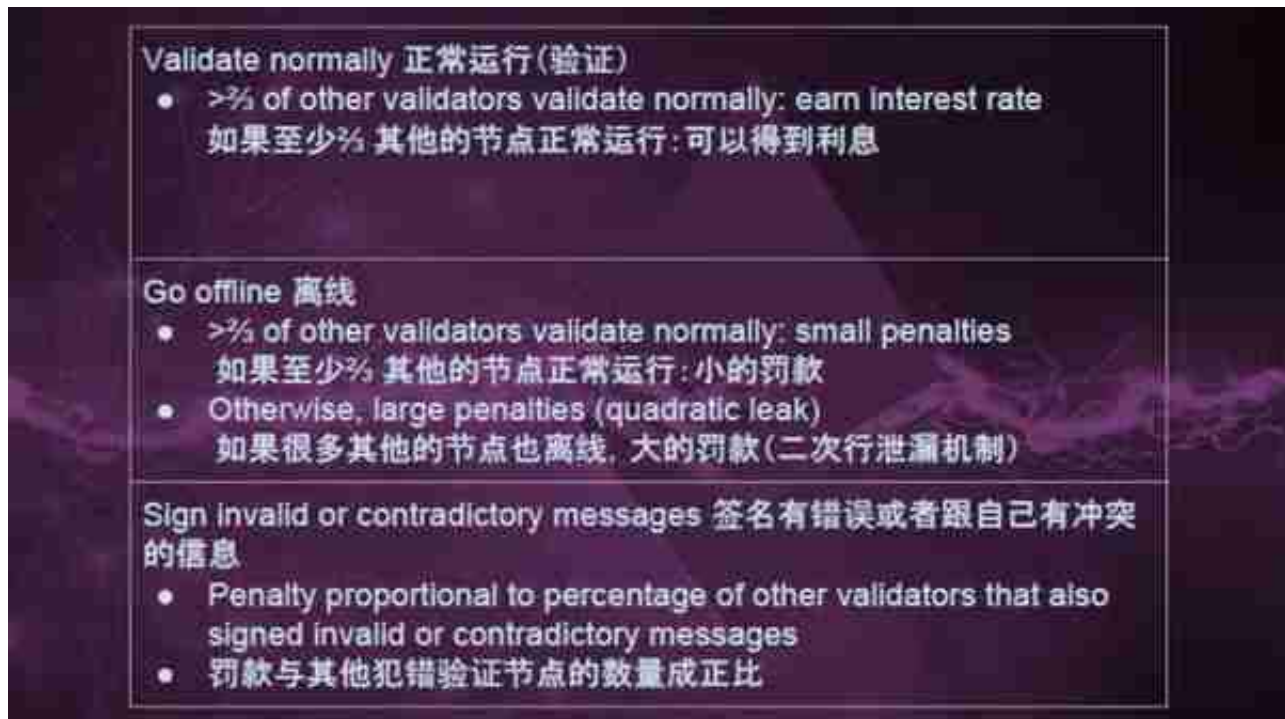 Validate normally 正常运行(验证)
● >⅔ of other validators validate normally: earn interest rate
如果至少⅔ 其他的节点正常运行:可以得到利息
Go offline 离线
● >⅔ of other validators validate normally: small penalties
如果至少⅔ 其他的节点正常运行:小的罚款
● Otherwise, large penalties (quadratic leak)
如果很多其他的节点也离线, 大的罚款(二次行泄漏机制)
Sign invalid or contradictory messages 签名有错误或者跟自己有冲突
的信息
● Penalty proportional to percentage of other validators that also
signed invalid or contradictory messages
● 罚款与其他犯错验证节点的数量成正比